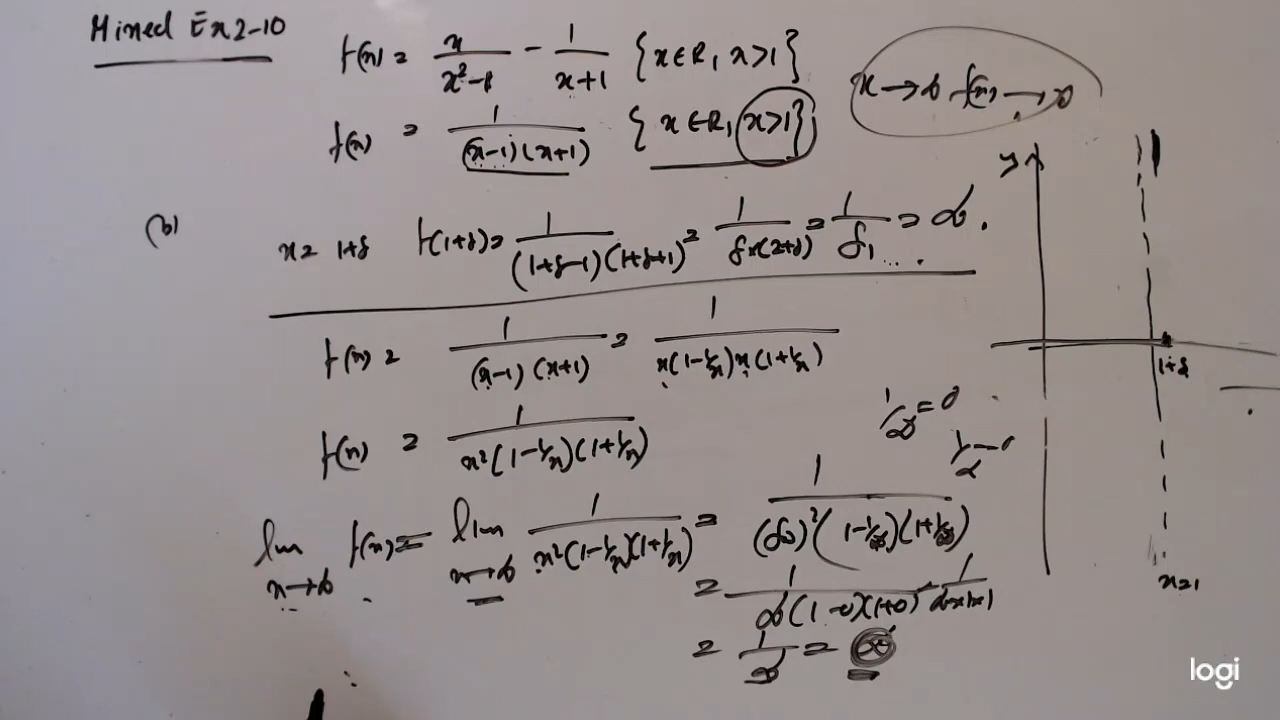 Mixed Ex 2-10
f(x) = x/(x²-1) - 1/(x+1) {x∈R, x>1}
f(x) = 1/((x-1)(x+1)) {x∈R, x>1}
x→∞ f(x)→0
y
(b)
x = 1+δ f(1+δ) = 1/((1+δ-1)(1+δ+1)) = 1/(δ×(2+δ)) = 1/δ₁ = ∞.
f(x) = 1/((x-1)(x+1)) = 1/(x(1-1/x)x(1+1/x))
1+δ
1/∞ = 0
f(x) = 1/(x²(1-1/x)(1+1/x))
lim x→∞ f(x) = lim x→∞ 1/(x²(1-1/x)(1+1/x)) = 1/((∞)²(1-1/∞)(1+1/∞))
= 1/(∞(1-0)(1+0)) = 1/(∞×1×1)
x=1
= 1/∞ =
logi